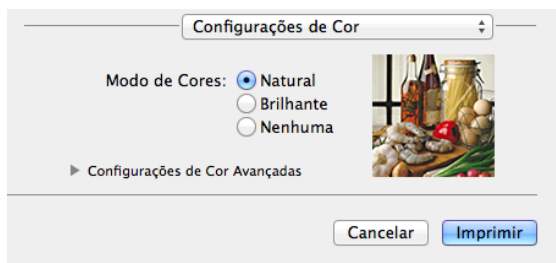 Configurações de Cor
Modo de Cores: Natural
Brilhante
Nenhuma
Configurações de Cor Avançadas
Cancelar Imprimir